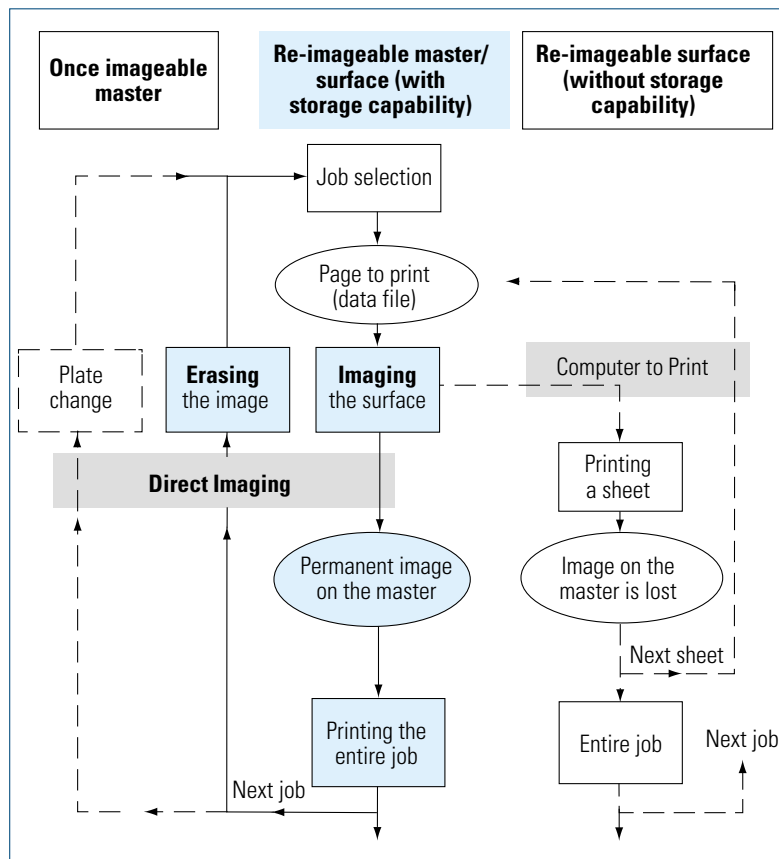 Once imageable
master
Re-imageable master/
surface (with
storage capability)
Re-imageable surface
(without storage
capability)
Job selection
Page to print
(data file)
Plate
change
Erasing
the image
Imaging
the surface
Computer to Print
Direct Imaging
Printing
a sheet
Permanent image
on the master
Image on the
master is lost
Next sheet
Printing the
entire job
Entire job
Next job
Next job